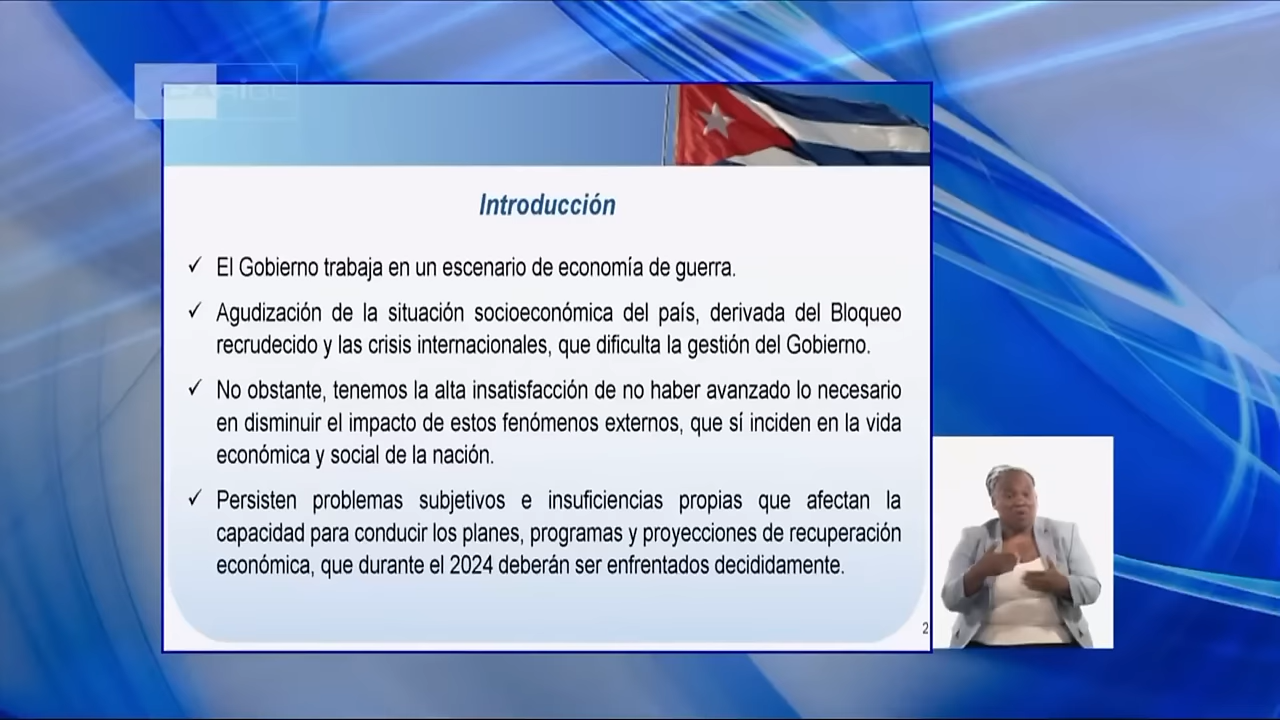 CARIBE
Introducción
✓ El Gobierno trabaja en un escenario de economía de guerra.
✓ Agudización de la situación socioeconómica del país, derivada del Bloqueo
recrudecido y las crisis internacionales, que dificulta la gestión del Gobierno.
✓ No obstante, tenemos la alta insatisfacción de no haber avanzado lo necesario
en disminuir el impacto de estos fenómenos externos, que sí inciden en la vida
económica y social de la nación.
✓ Persisten problemas subjetivos e insuficiencias propias que afectan la
capacidad para conducir los planes, programas y proyecciones de recuperación
económica, que durante el 2024 deberán ser enfrentados decididamente.
2